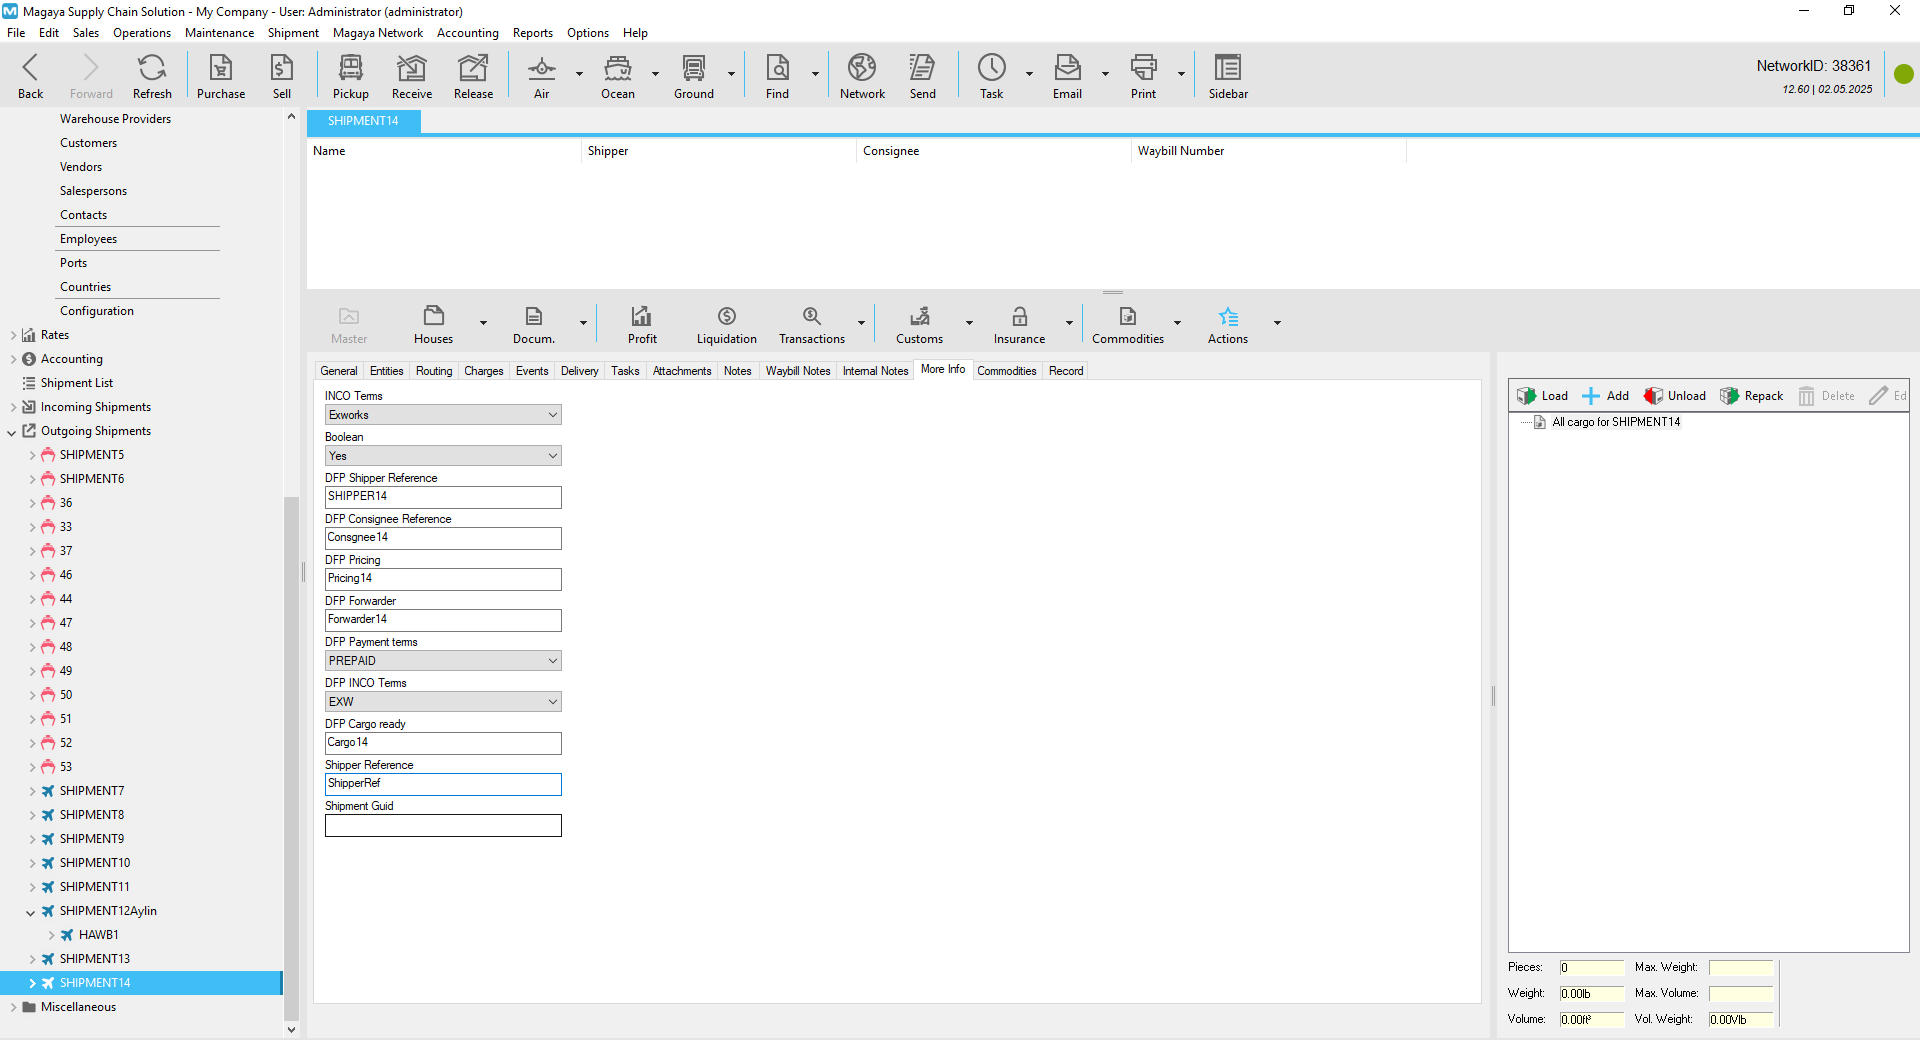 Magaya Supply Chain Solution - My Company - User: Administrator (administrator)
File Edit Sales Operations Maintenance Shipment Magaya Network Accounting Reports Options Help
Back Forward Refresh Purchase Sell Pickup Receive Release Air Ocean Ground Find Network Send Task Email Print Sidebar
NetworkID: 38361
12.60 | 02.05.2025
Warehouse Providers
Customers
Vendors
Salespersons
Contacts
Employees
Ports
Countries
Configuration
Rates
Accounting
Shipment List
Incoming Shipments
Outgoing Shipments
SHIPMENT5
SHIPMENT6
36
33
37
46
44
47
48
49
50
51
52
53
SHIPMENT7
SHIPMENT8
SHIPMENT9
SHIPMENT10
SHIPMENT11
SHIPMENT12Aylin
HAWB1
SHIPMENT13
SHIPMENT14
Miscellaneous
SHIPMENT14
Name Shipper Consignee Waybill Number
Master Houses Docum. Profit Liquidation Transactions Customs Insurance Commodities Actions
General Entities Routing Charges Events Delivery Tasks Attachments Notes Waybill Notes Internal Notes More Info Commodities Record
INCO Terms
Exworks
Boolean
Yes
DFP Shipper Reference
SHIPPER14
DFP Consignee Reference
Consgnee14
DFP Pricing
Pricing14
DFP Forwarder
Forwarder14
DFP Payment terms
PREPAID
DFP INCO Terms
EXW
DFP Cargo ready
Cargo14
Shipper Reference
ShipperRef
Shipment Guid
Load Add Unload Repack Delete Ed
All cargo for SHIPMENT14
Pieces: 0 Max. Weight:
Weight: 0.00lb Max. Volume:
Volume: 0.00ft³ Vol. Weight: 0.00Vlb